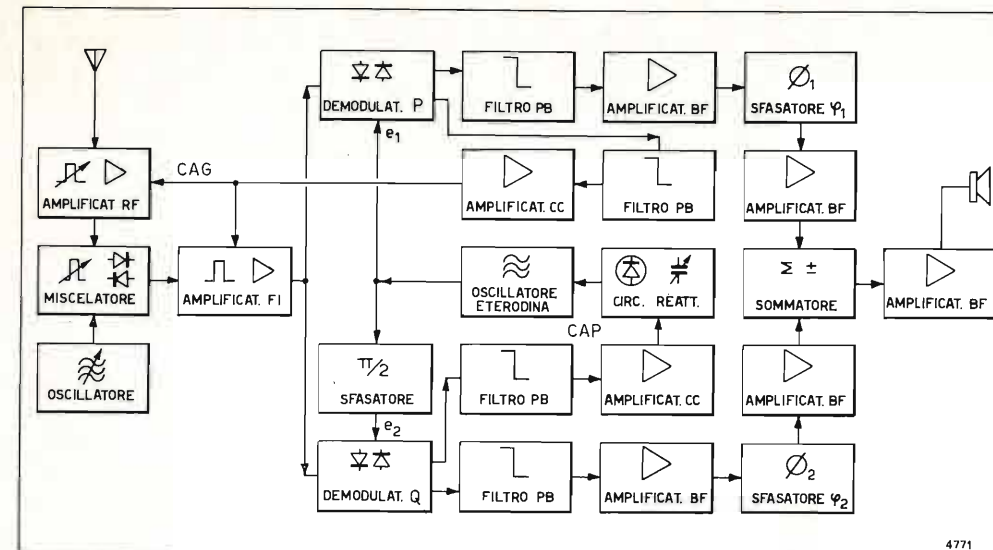 DEMODULAT. P
FILTRO PB
AMPLIFICAT. BF
Ø1
SFASATORE φ1
e1
CAG
AMPLIFICAT RF
AMPLIFICAT. CC
FILTRO PB
AMPLIFICAT. BF
MISCELATORE
AMPLIFICAT. FI
OSCILLATORE
ETERODINA
CIRC. REATT.
Σ ±
SOMMATORE
AMPLIFICAT. BF
CAP
OSCILLATORE
π/2
SFASATORE
FILTRO PB
AMPLIFICAT. CC
AMPLIFICAT. BF
e2
DEMODULAT. Q
FILTRO PB
AMPLIFICAT. BF
Ø2
SFASATORE φ2
4771